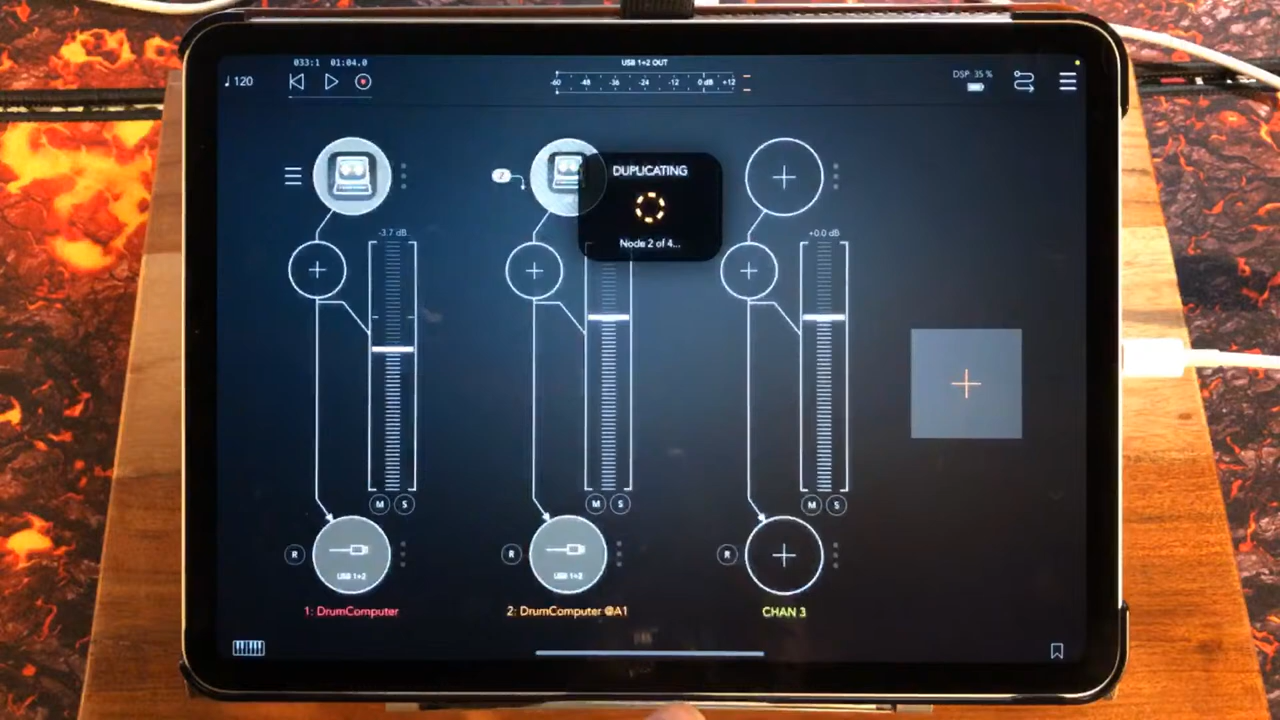 033:1 01:04.0
USB 1+2 OUT
♩ 120
-60 -48 -36 -24 -12 0 dB +12
DSP: 35 %
DUPLICATING
Node 2 of 4...
-3.7 dB
+0.0 dB
M S
M S
M S
R
USB 1+2
R
USB 1+2
R
1: DrumComputer
2: DrumComputer @A1
CHAN 3